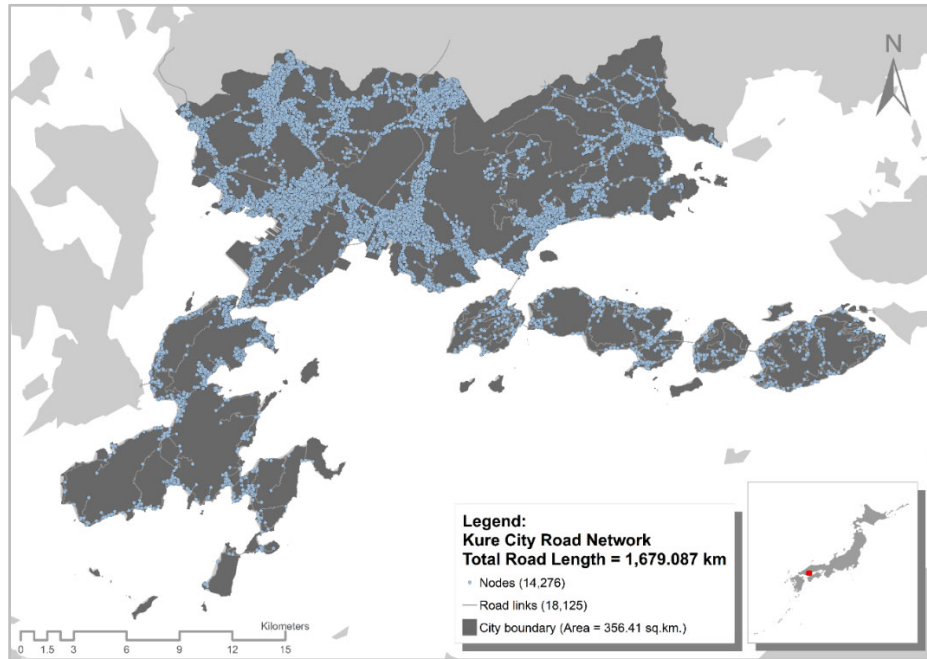 N
Legend:
Kure City Road Network
Total Road Length = 1,679.087 km
Nodes (14,276)
Road links (18,125)
City boundary (Area = 356.41 sq.km.)
Kilometers
0 1.5 3 6 9 12 15